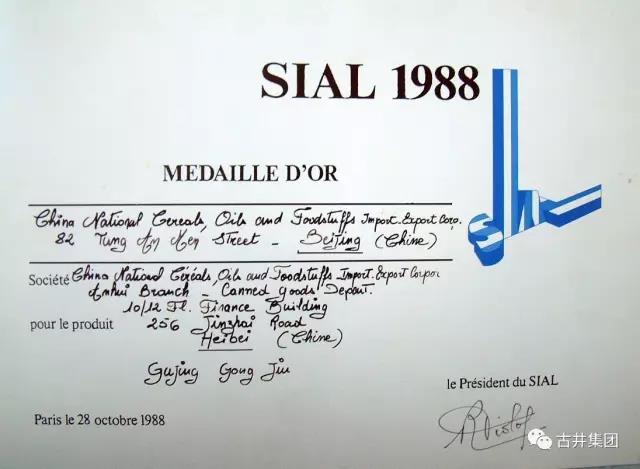 SIAL 1988
MEDAILLE D'OR
China National Cereals, Oils and Foodstuffs Import-Export Corp.
82 Tung An Men Street - Beijing (Chine)
Société China National Céréals, Oils and Foodstuffs Import. Export Corpor
Anhui Branch - Canned Goods Depart.
10/12 Fl. Finance Building
pour le produit 256 Jinzhai Road
Heibei (Chine)
Gujing Gong Jiu
le Président du SIAL
Paris le 28 octobre 1988
古井集团